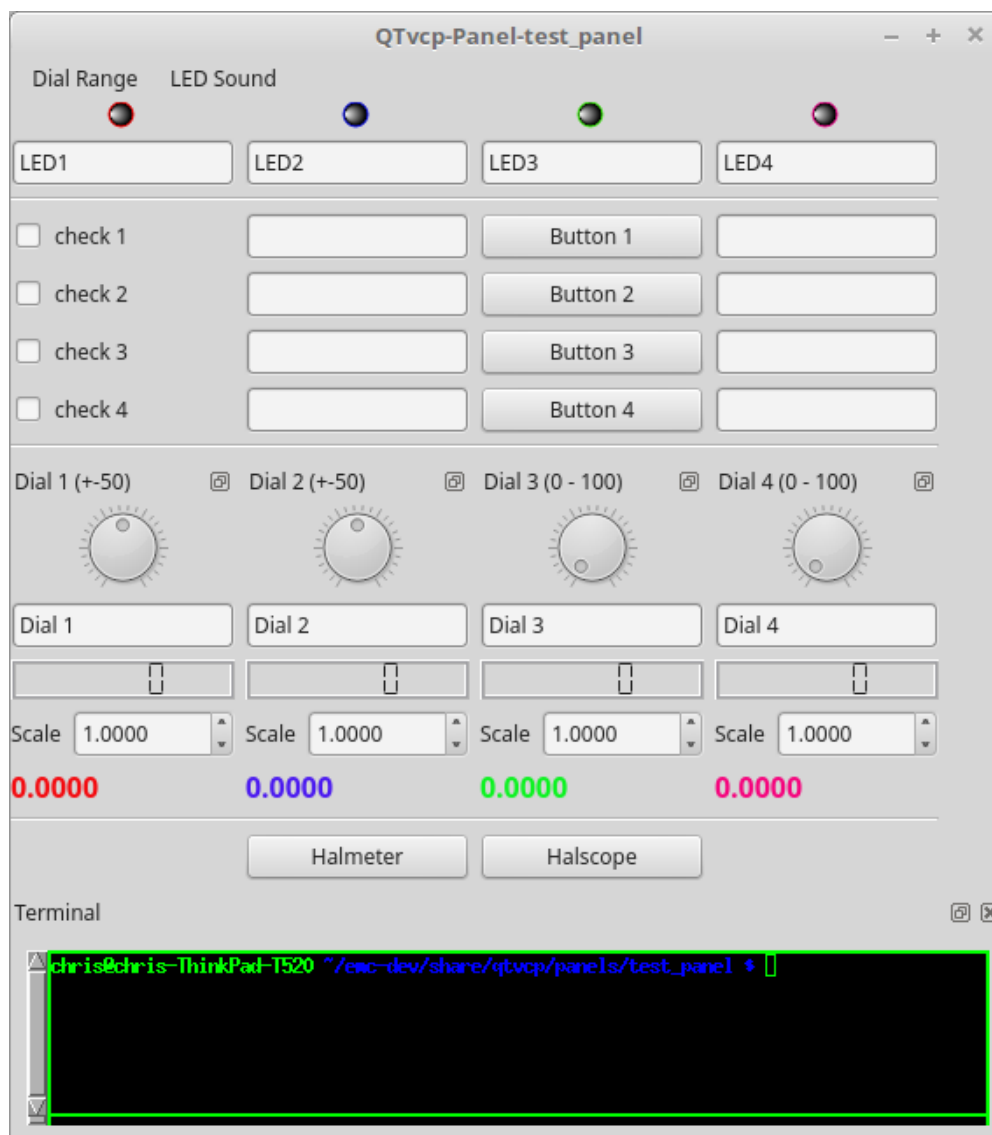 QTvcp-Panel-test_panel
Dial Range LED Sound
LED1 LED2 LED3 LED4
check 1 Button 1
check 2 Button 2
check 3 Button 3
check 4 Button 4
Dial 1 (+-50) Dial 2 (+-50) Dial 3 (0 - 100) Dial 4 (0 - 100)
Dial 1 Dial 2 Dial 3 Dial 4
0 0 0 0
Scale 1.0000 Scale 1.0000 Scale 1.0000 Scale 1.0000
0.0000 0.0000 0.0000 0.0000
Halmeter Halscope
Terminal
chris@chris-ThinkPad-T520 ~/emc-dev/share/qtvcp/panels/test_panel $